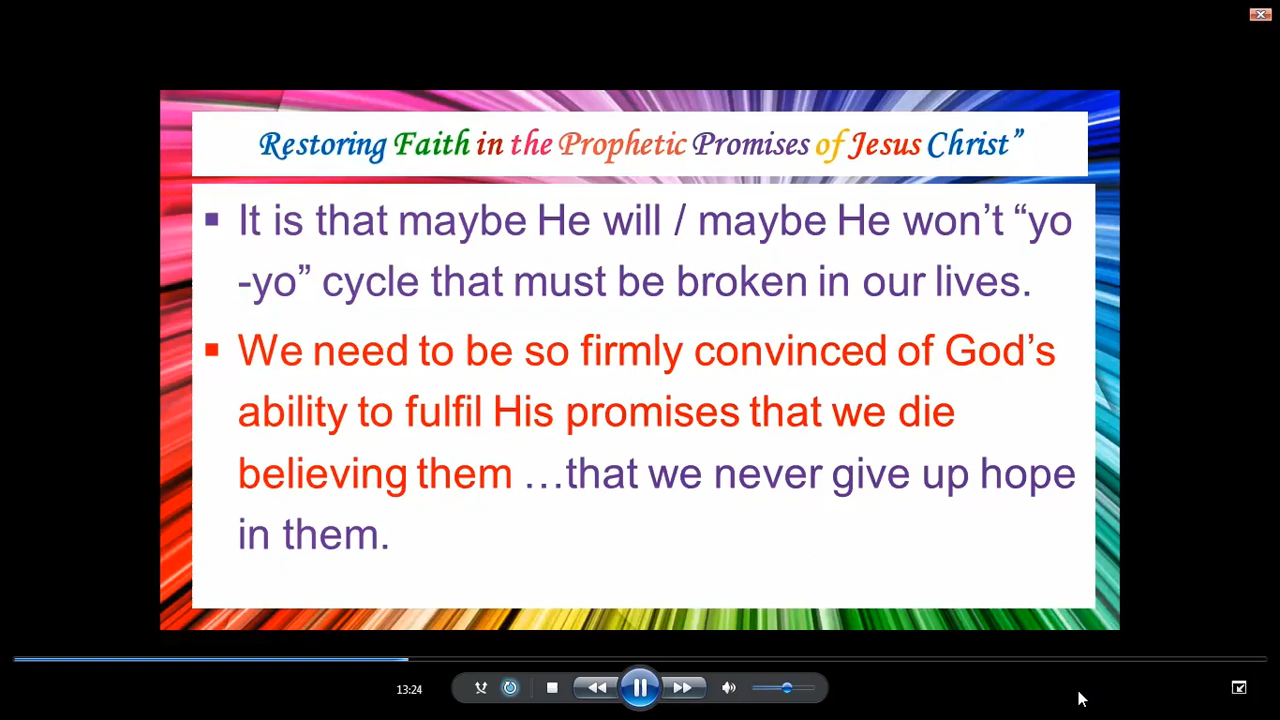 Restoring Faith in the Prophetic Promises of Jesus Christ”
▪ It is that maybe He will / maybe He won’t “yo
-yo” cycle that must be broken in our lives.
▪ We need to be so firmly convinced of God’s
ability to fulfil His promises that we die
believing them …that we never give up hope
in them.
13:24